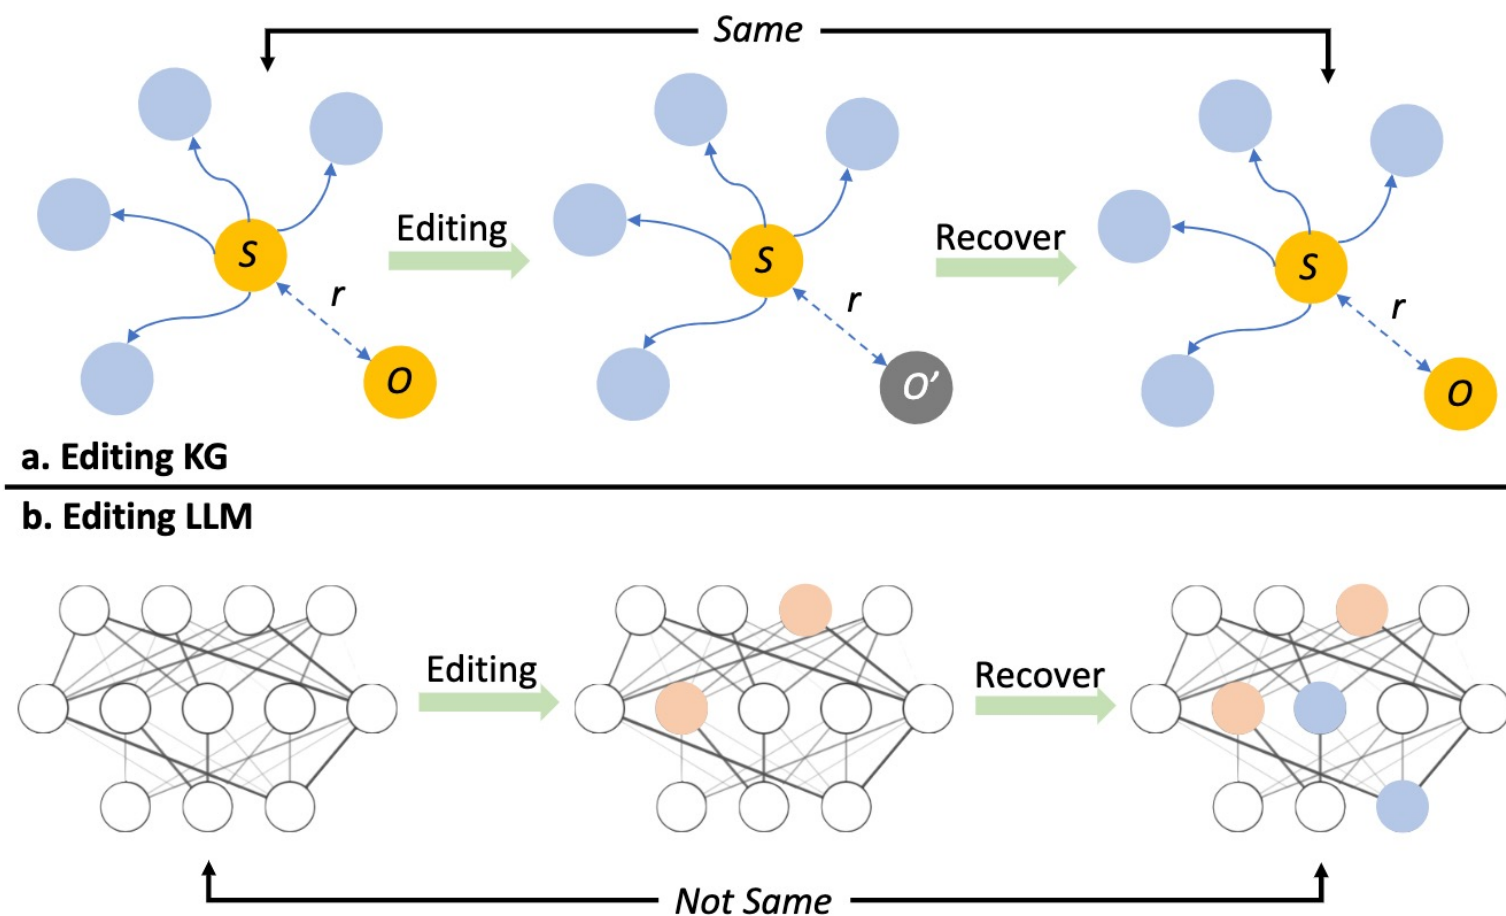 Same
Editing
Recover
S
r
O
S
r
O’
S
r
O
a. Editing KG
b. Editing LLM
Editing
Recover
Not Same